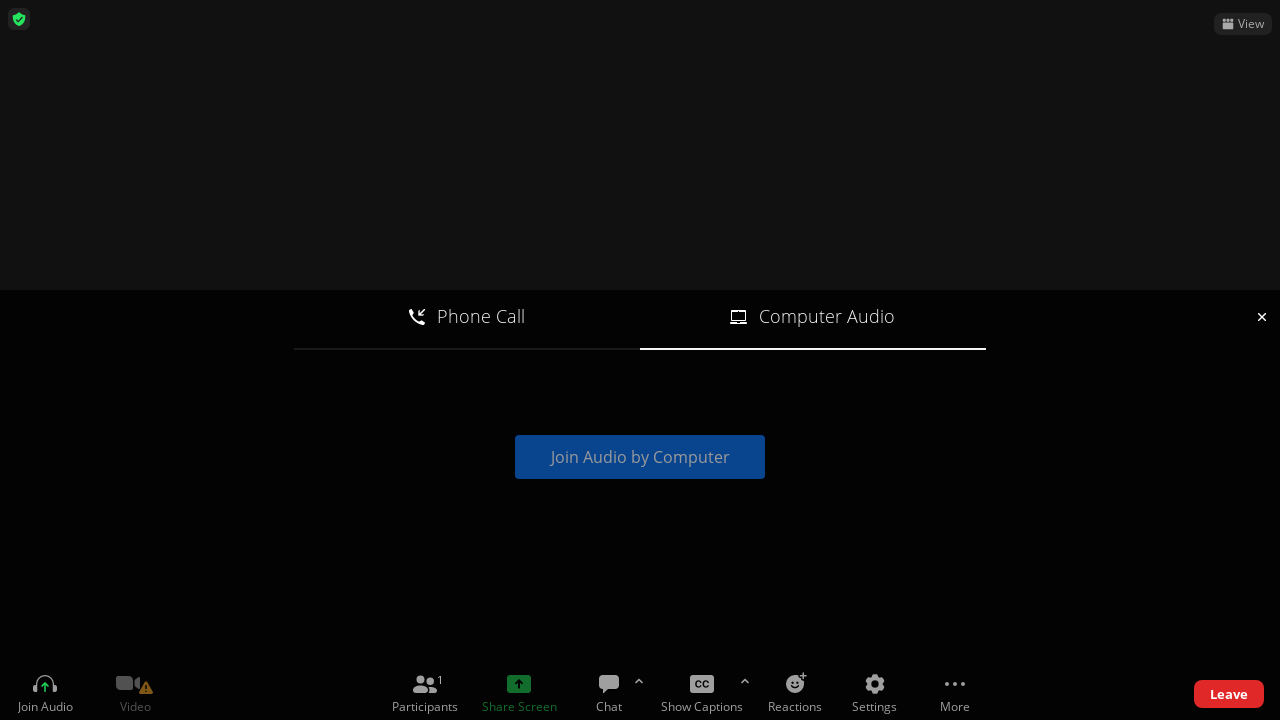 View
Phone Call
Computer Audio
Join Audio by Computer
1
CC
Join Audio
Video
Participants
Share Screen
Chat
Show Captions
Reactions
Settings
More
Leave